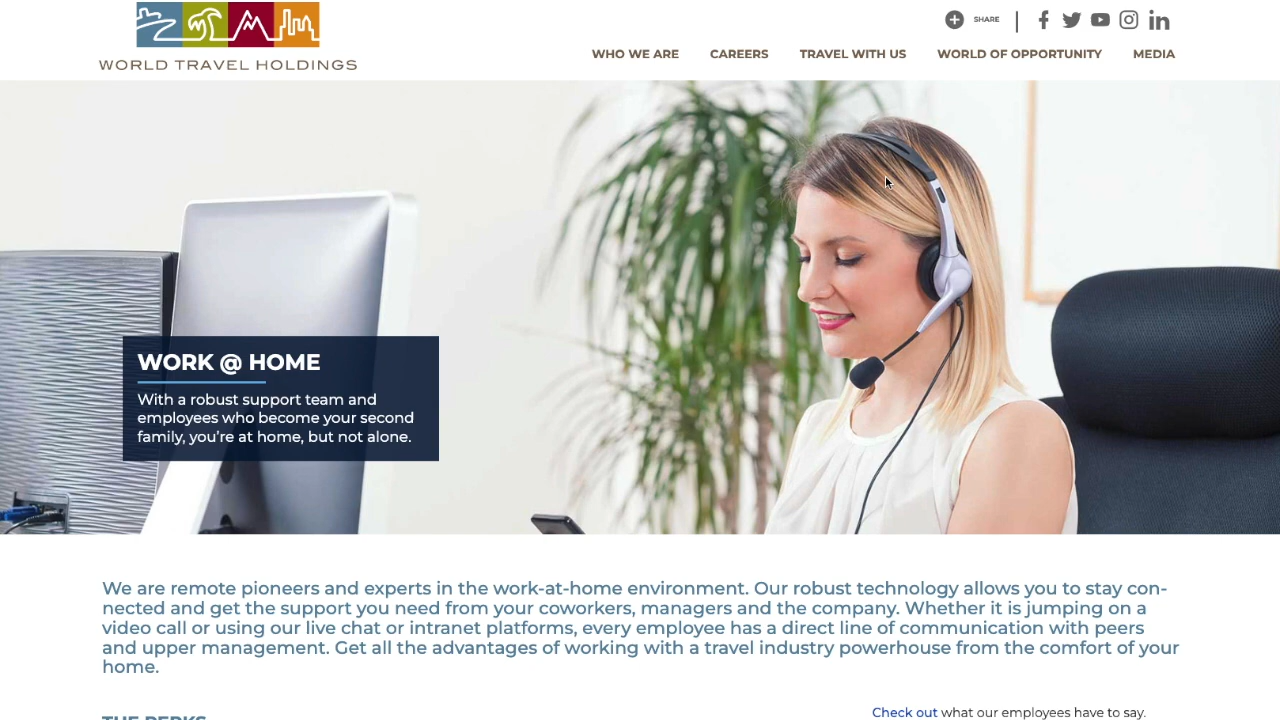 WORLD TRAVEL HOLDINGS
SHARE
WHO WE ARE CAREERS TRAVEL WITH US WORLD OF OPPORTUNITY MEDIA
WORK @ HOME
With a robust support team and
employees who become your second
family, you're at home, but not alone.
We are remote pioneers and experts in the work-at-home environment. Our robust technology allows you to stay con-
nected and get the support you need from your coworkers, managers and the company. Whether it is jumping on a
video call or using our live chat or intranet platforms, every employee has a direct line of communication with peers
and upper management. Get all the advantages of working with a travel industry powerhouse from the comfort of your
home.
THE PERKS
Check out what our employees have to say.